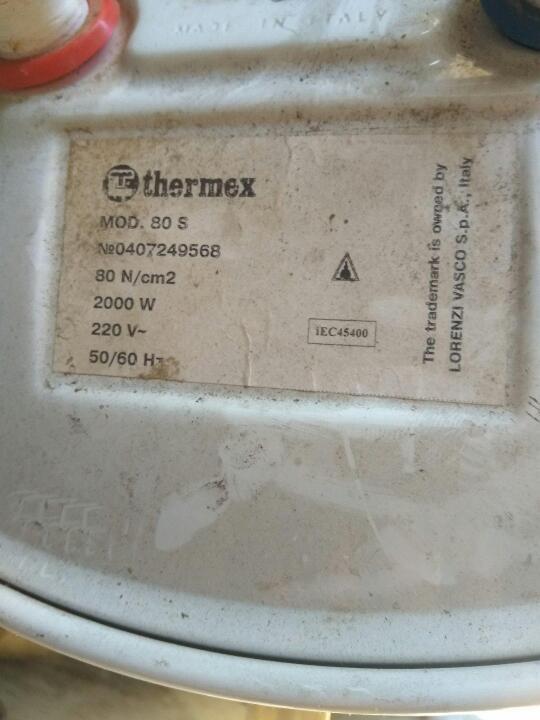 MADE IN ITALY
thermex
MOD. 80 S
№0407249568
80 N/cm2
2000 W
220 V~
50/60 Hz
IEC45400
The trademark is owned by
LORENZI VASCO S.p.A., Italy